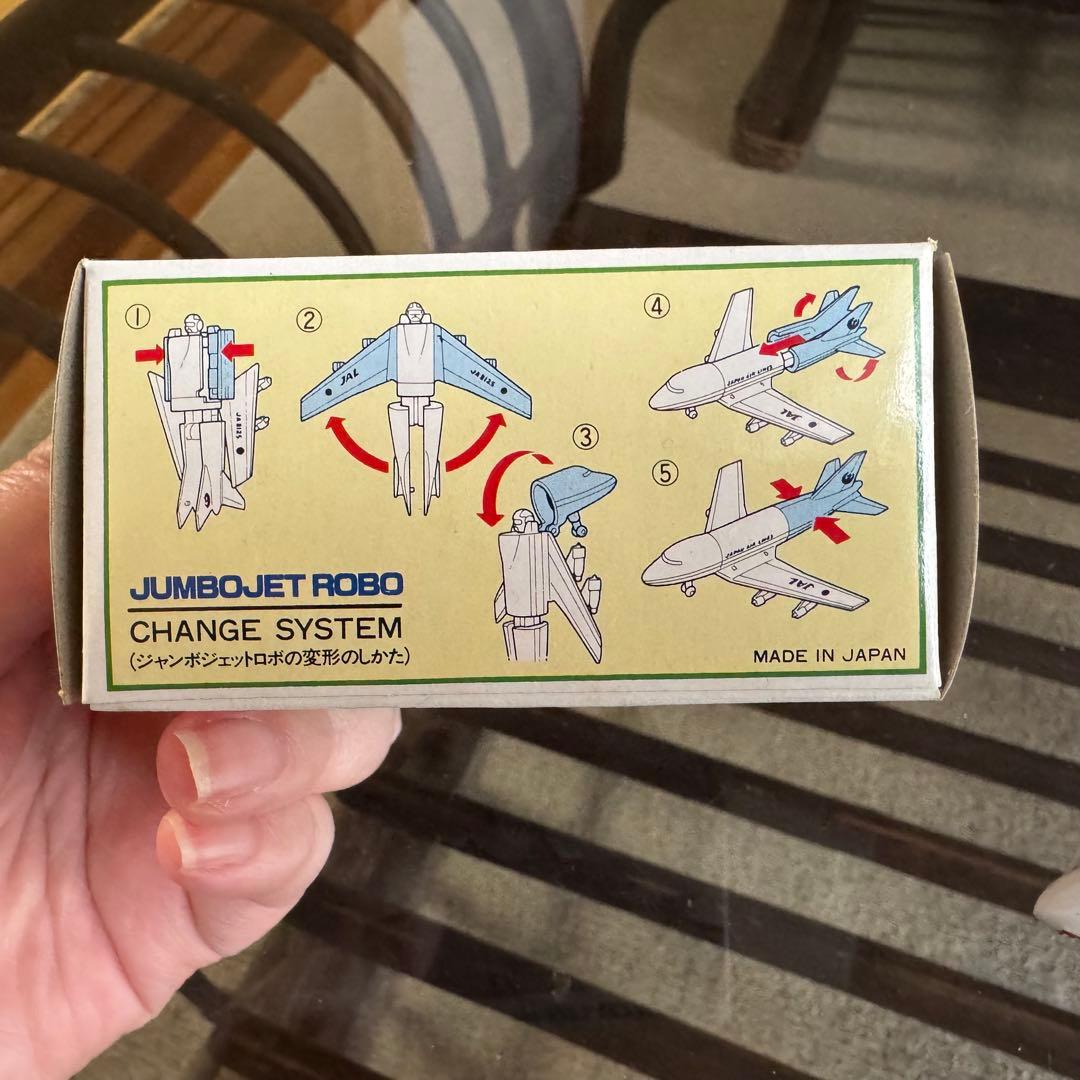 ①
JA8125
②
JAL
JA8125
③
④
JAPAN AIR LINES
JAL
⑤
JAPAN AIR LINES
JAL
JUMBOJET ROBO
CHANGE SYSTEM
(ジャンボジェットロボの変形のしかた)
MADE IN JAPAN